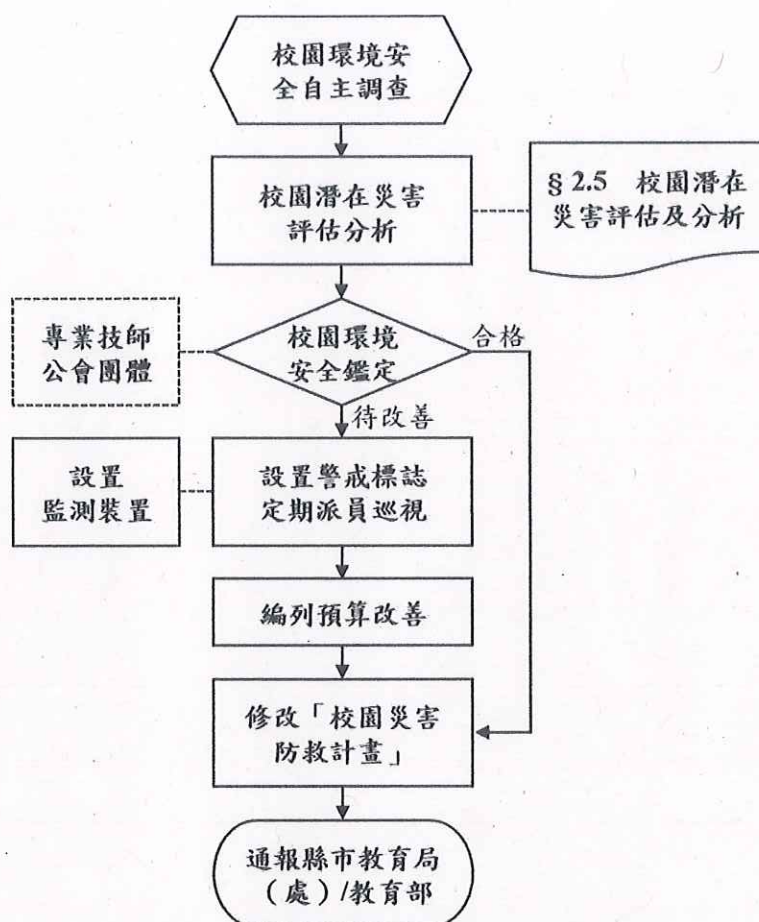 校園環境安
全自主調查
校園潛在災害
評估分析
§ 2.5 校園潛在
災害評估及分析
專業技師
公會團體
校園環境
安全鑑定
合格
待改善
設置
監測裝置
設置警戒標誌
定期派員巡視
編列預算改善
修改「校園災害
防救計畫」
通報縣市教育局
（處）/教育部